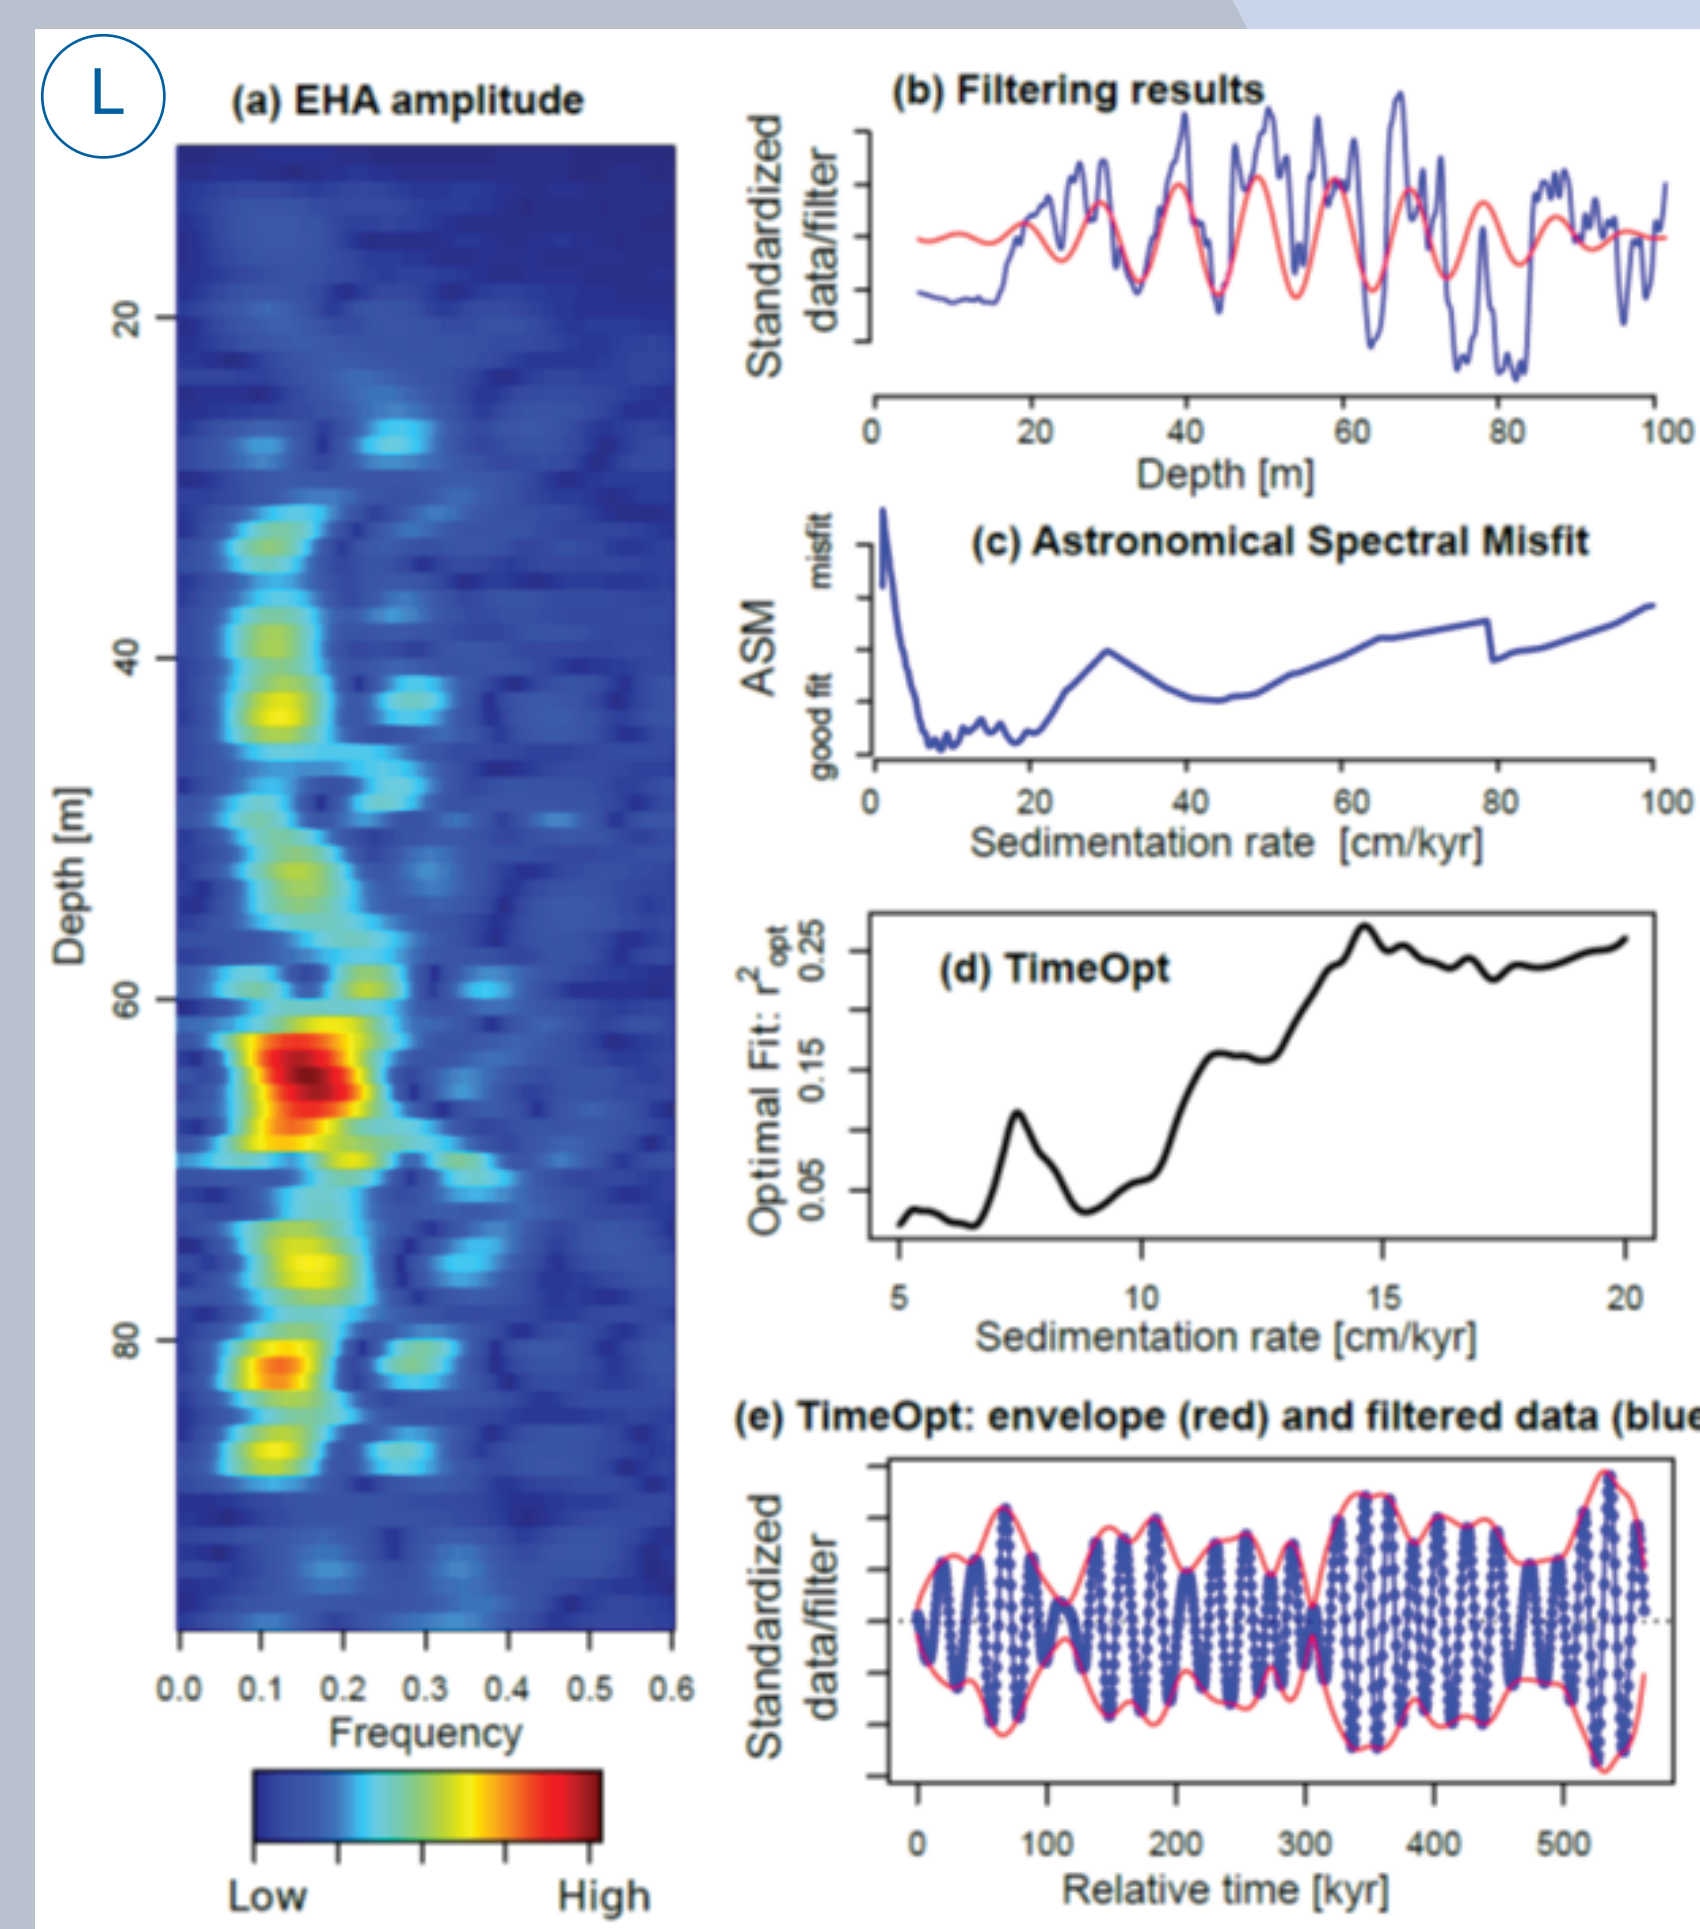 L
(a) EHA amplitude
20
40
60
80
Depth [m]
0.0 0.1 0.2 0.3 0.4 0.5 0.6
Frequency
Low High
(b) Filtering results
Standardized
data/filter
0 20 40 60 80 100
Depth [m]
(c) Astronomical Spectral Misfit
ASM
good fit misfit
0 20 40 60 80 100
Sedimentation rate [cm/kyr]
(d) TimeOpt
Optimal Fit: r²opt
0.05 0.15 0.25
5 10 15 20
Sedimentation rate [cm/kyr]
(e) TimeOpt: envelope (red) and filtered data (blue
Standardized
data/filter
0 100 200 300 400 500
Relative time [kyr]